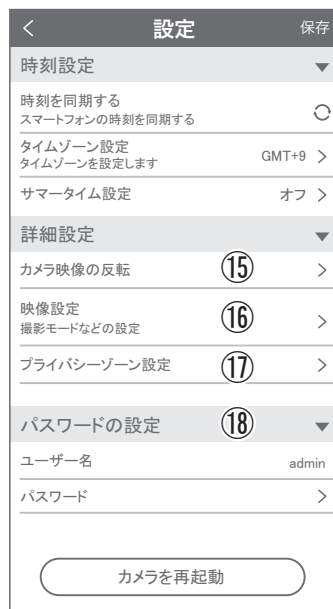 設定 保存
時刻設定
時刻を同期する
スマートフォンの時刻を同期する
タイムゾーン設定
タイムゾーンを設定します GMT+9
サマータイム設定 オフ
詳細設定
カメラ映像の反転 ⑮
映像設定
撮影モードなどの設定 ⑯
プライバシーゾーン設定 ⑰
パスワードの設定 ⑱
ユーザー名 admin
パスワード
カメラを再起動